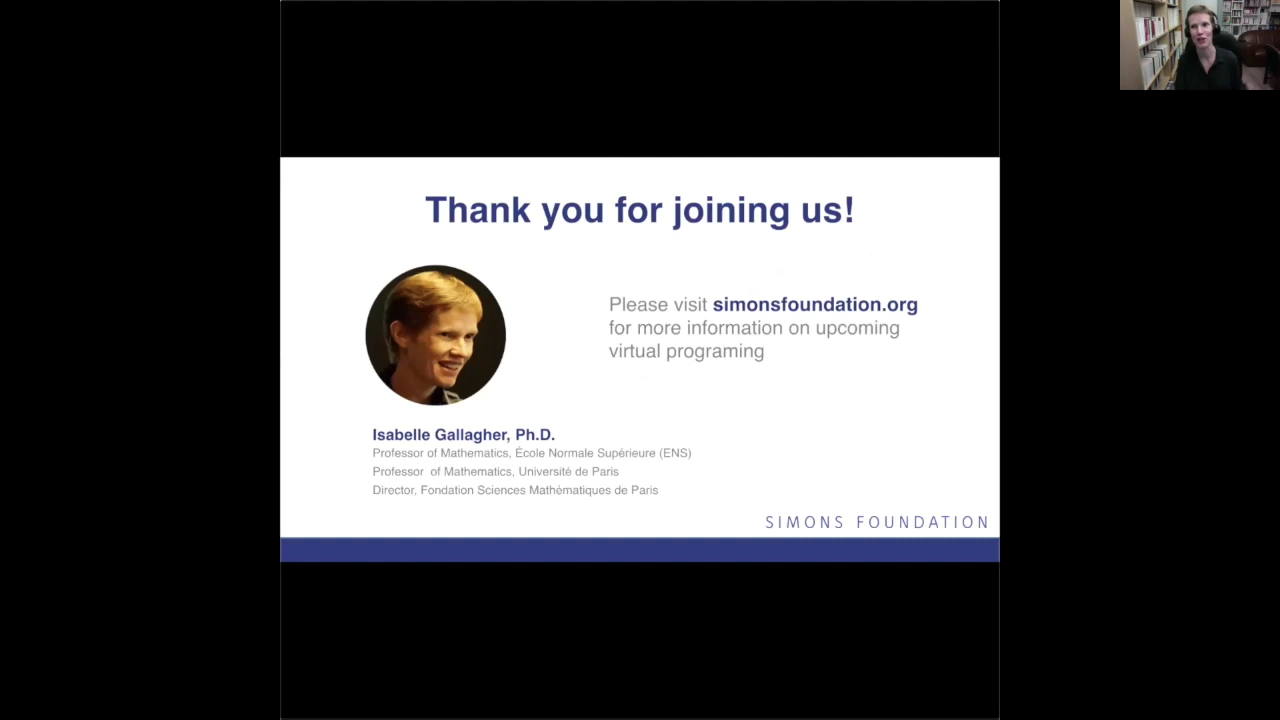 Thank you for joining us!
Please visit simonsfoundation.org
for more information on upcoming
virtual programing
Isabelle Gallagher, Ph.D.
Professor of Mathematics, École Normale Supérieure (ENS)
Professor of Mathematics, Université de Paris
Director, Fondation Sciences Mathématiques de Paris
SIMONS FOUNDATION